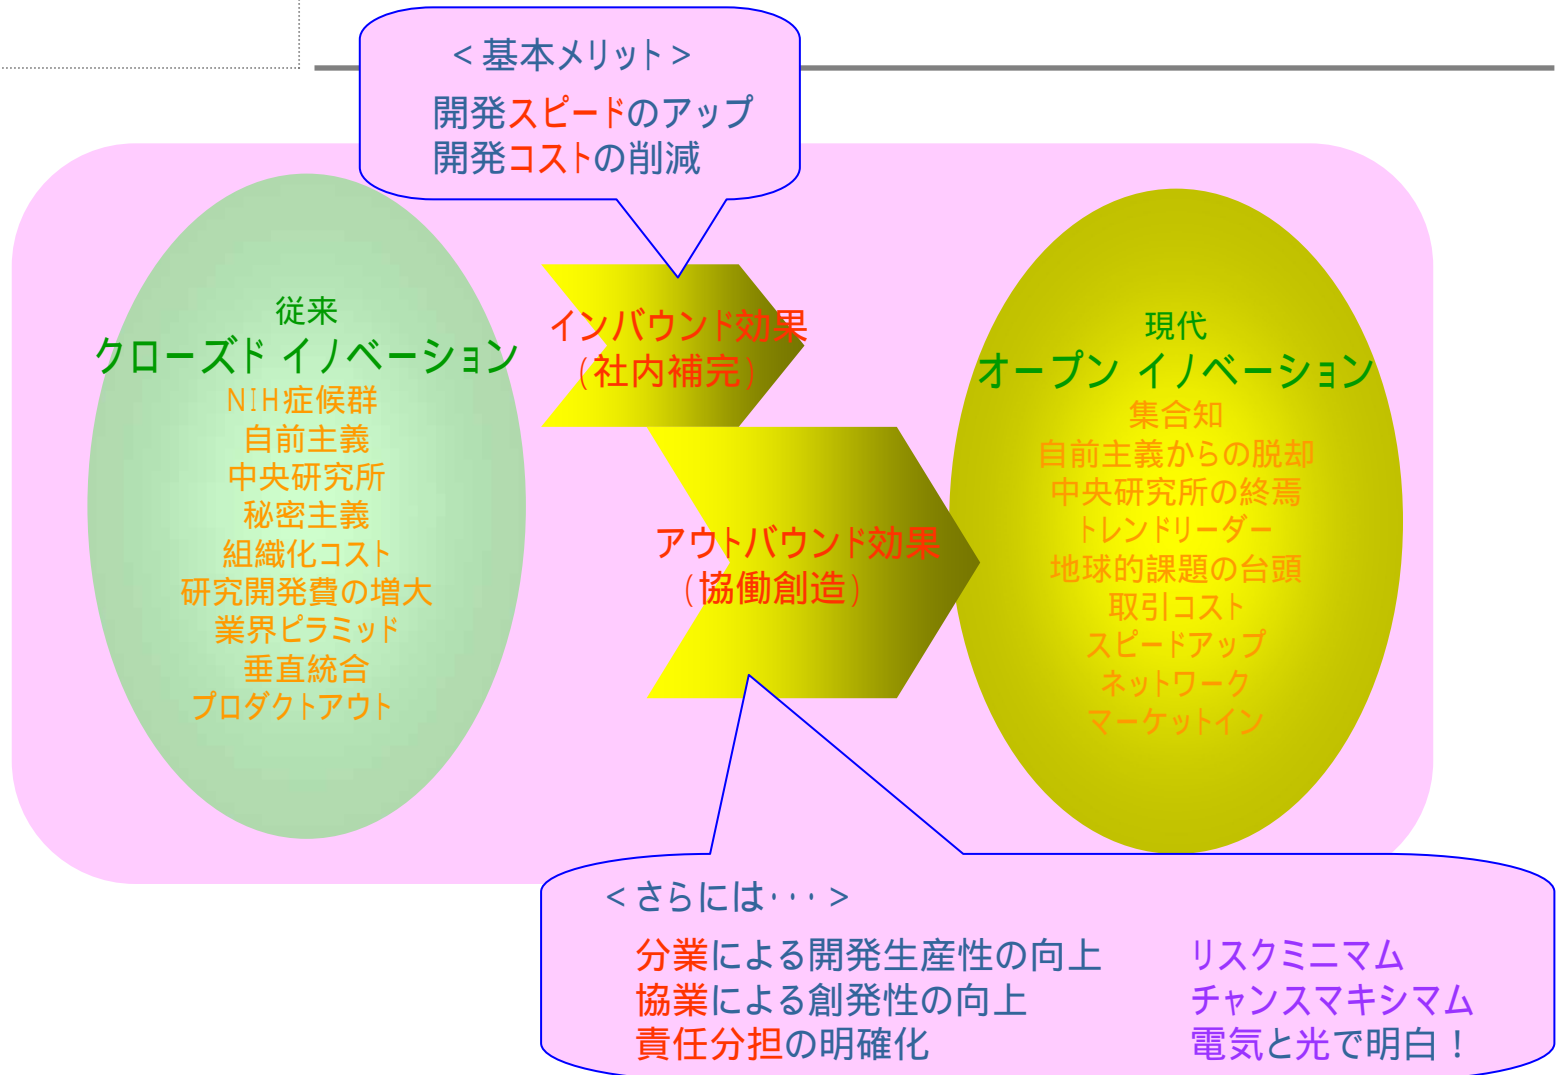 <基本メリット>
開発スピードのアップ
開発コストの削減
従来
クローズド イノベーション
NIH症候群
自前主義
中央研究所
秘密主義
組織化コスト
研究開発費の増大
業界ピラミッド
垂直統合
プロダクトアウト
インバウンド効果
(社内補完)
アウトバウンド効果
(協働創造)
現代
オープン イノベーション
集合知
自前主義からの脱却
中央研究所の終焉
トレンドリーダー
地球的課題の台頭
取引コスト
スピードアップ
ネットワーク
マーケットイン
<さらには・・・>
分業による開発生産性の向上
協業による創発性の向上
責任分担の明確化
リスクミニマム
チャンスマキシマム
電気と光で明白！